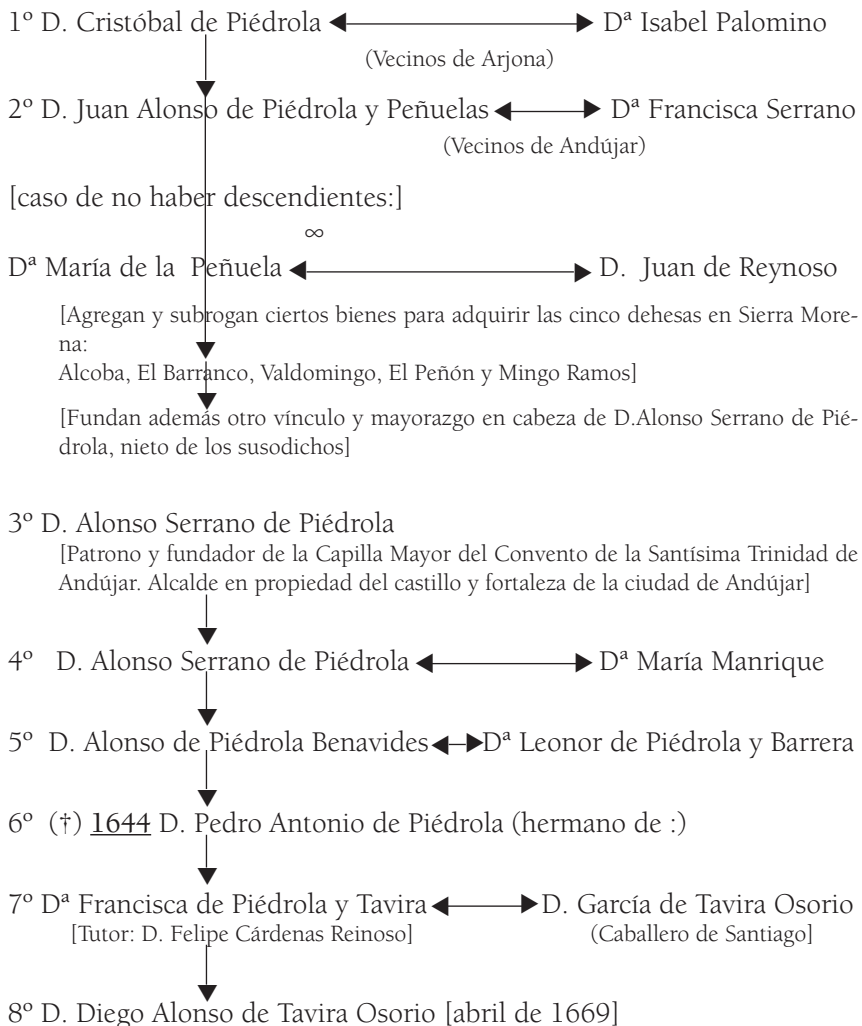 1º D. Cristóbal de Piédrola Dª Isabel Palomino
(Vecinos de Arjona)
2º D. Juan Alonso de Piédrola y Peñuelas Dª Francisca Serrano
(Vecinos de Andújar)
[caso de no haber descendientes:]
∞
Dª María de la Peñuela D. Juan de Reynoso
[Agregan y subrogan ciertos bienes para adquirir las cinco dehesas en Sierra More-
na:
Alcoba, El Barranco, Valdomingo, El Peñón y Mingo Ramos]
[Fundan además otro vínculo y mayorazgo en cabeza de D.Alonso Serrano de Pié-
drola, nieto de los susodichos]
3º D. Alonso Serrano de Piédrola
[Patrono y fundador de la Capilla Mayor del Convento de la Santísima Trinidad de
Andújar. Alcalde en propiedad del castillo y fortaleza de la ciudad de Andújar]
4º D. Alonso Serrano de Piédrola Dª María Manrique
5º D. Alonso de Piédrola Benavides Dª Leonor de Piédrola y Barrera
6º (†) 1644 D. Pedro Antonio de Piédrola (hermano de :)
7º Dª Francisca de Piédrola y Tavira D. García de Tavira Osorio
[Tutor: D. Felipe Cárdenas Reinoso] (Caballero de Santiago]
8º D. Diego Alonso de Tavira Osorio [abril de 1669]